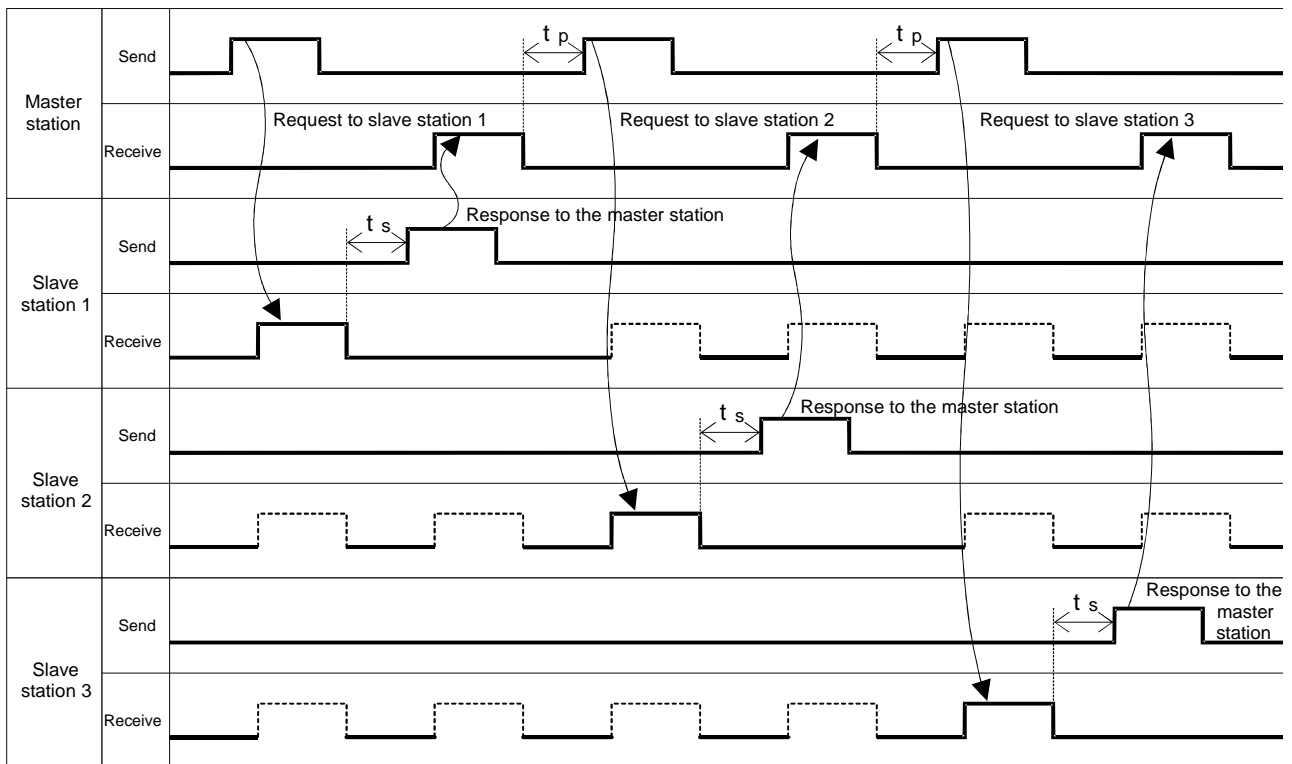 t p
t p
Send
Master
station
Request to slave station 1
Request to slave station 2
Request to slave station 3
Receive
Response to the master station
t s
Send
Slave
station 1
Receive
Response to the master station
t s
Send
Slave
station 2
Receive
Response to the
master
station
t s
Send
Slave
station 3
Receive